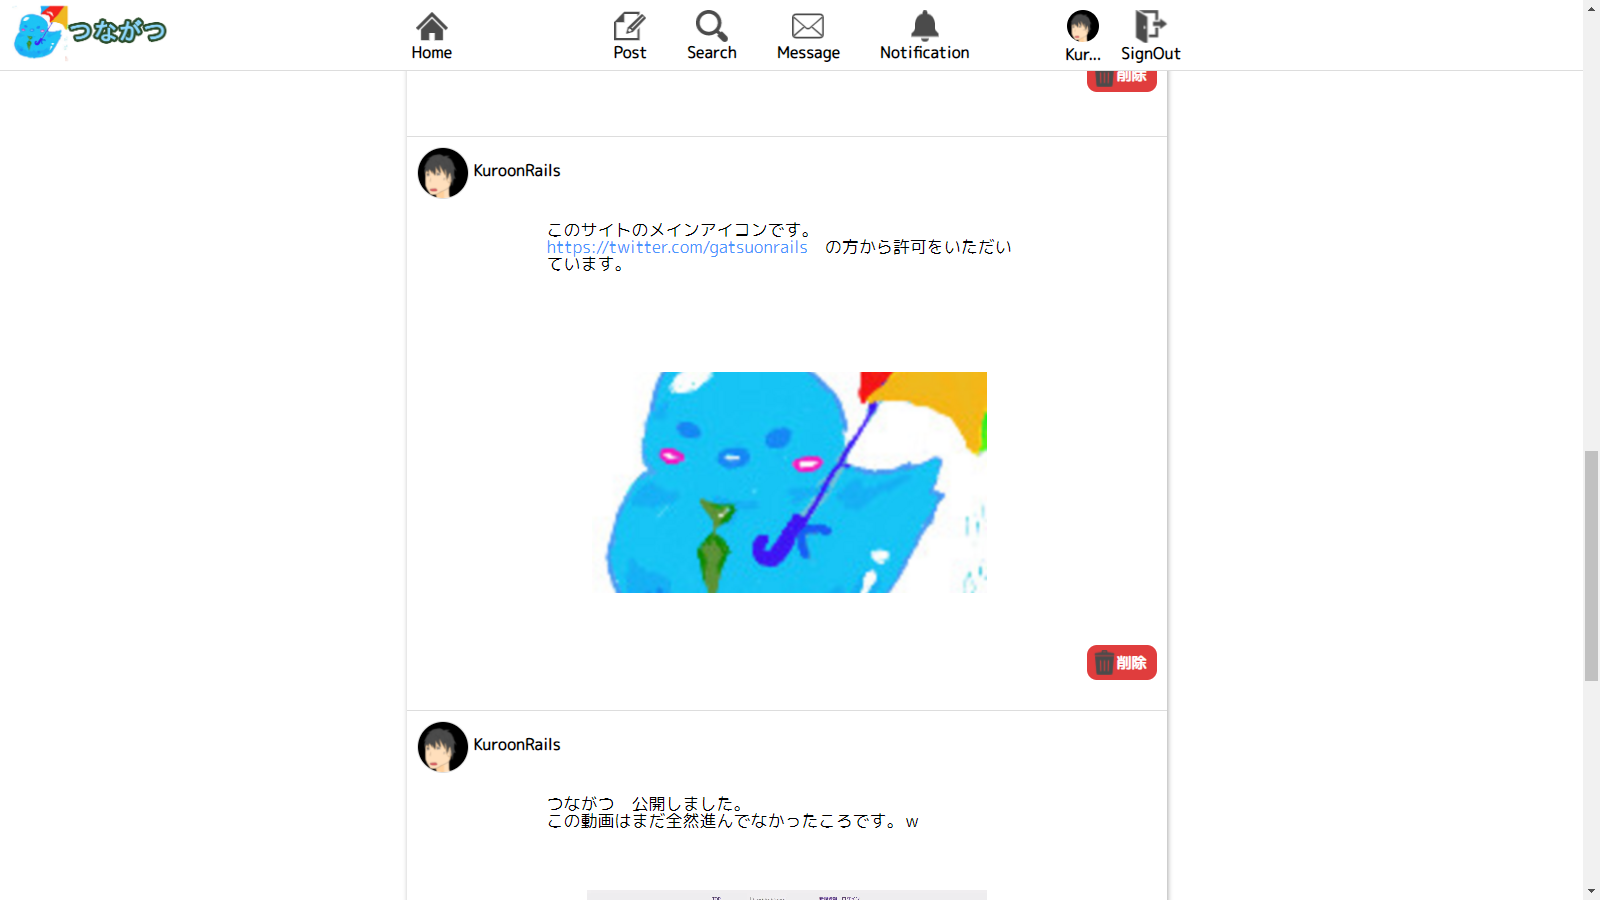 つながつ
Home
Post
Search
Message
Notification
Kur...
SignOut
削除
KuroonRails
このサイトのメインアイコンです。
https://twitter.com/gatsuonrails　の方から許可をいただい
ています。
削除
KuroonRails
つながつ　公開しました。
この動画はまだ全然進んでなかったころです。ｗ